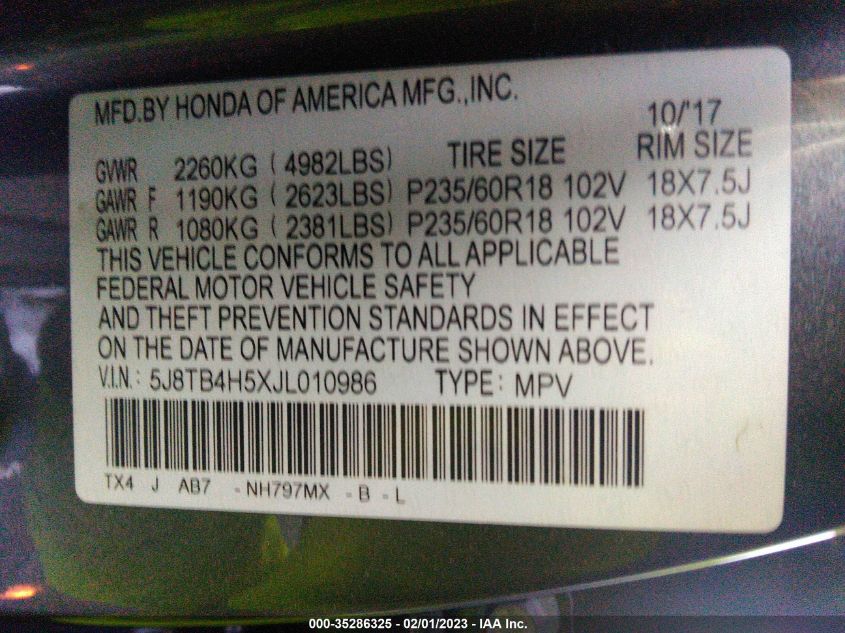 MFD.BY HONDA OF AMERICA MFG.,INC.
10/'17
GVWR 2260KG ( 4982LBS) TIRE SIZE RIM SIZE
GAWR F 1190KG ( 2623LBS) P235/60R18 102V 18X7.5J
GAWR R 1080KG ( 2381LBS) P235/60R18 102V 18X7.5J
THIS VEHICLE CONFORMS TO ALL APPLICABLE
FEDERAL MOTOR VEHICLE SAFETY
AND THEFT PREVENTION STANDARDS IN EFFECT
ON THE DATE OF MANUFACTURE SHOWN ABOVE.
V.I.N.: 5J8TB4H5XJL010986 TYPE: MPV
TX4 J AB7 -NH797MX -B -L
000-35286325 - 02/01/2023 - IAA Inc.